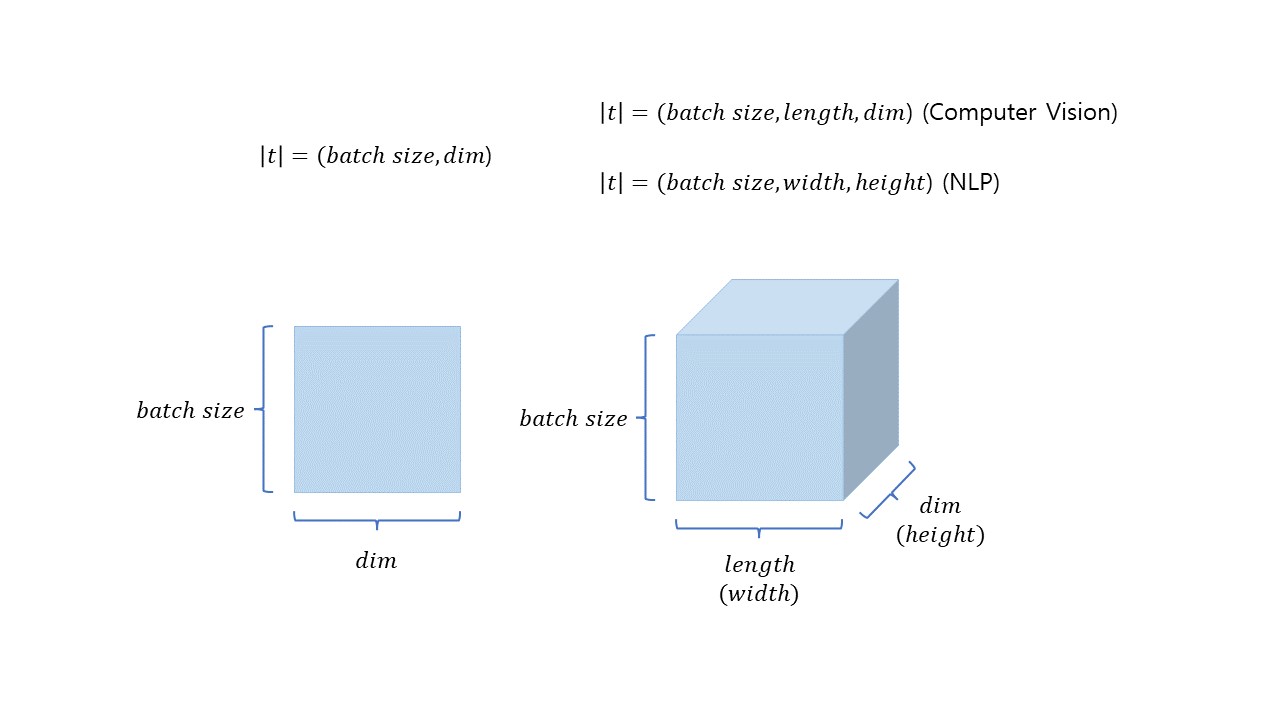 |t| = (batch size, dim)
|t| = (batch size, length, dim) (Computer Vision)
|t| = (batch size, width, height) (NLP)
batch size
dim
batch size
length
(width)
dim
(height)